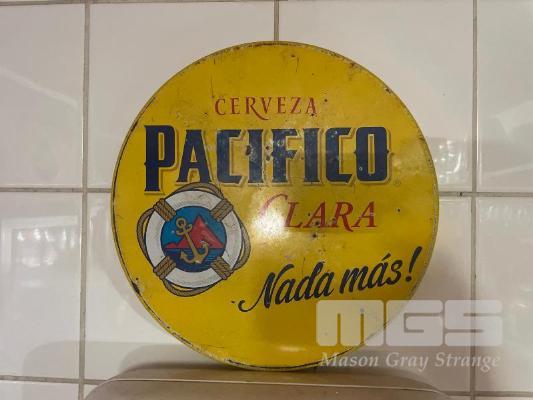 CERVEZA
PACIFICO
CLARA
Nada más!
MGS
Mason Gray Strange